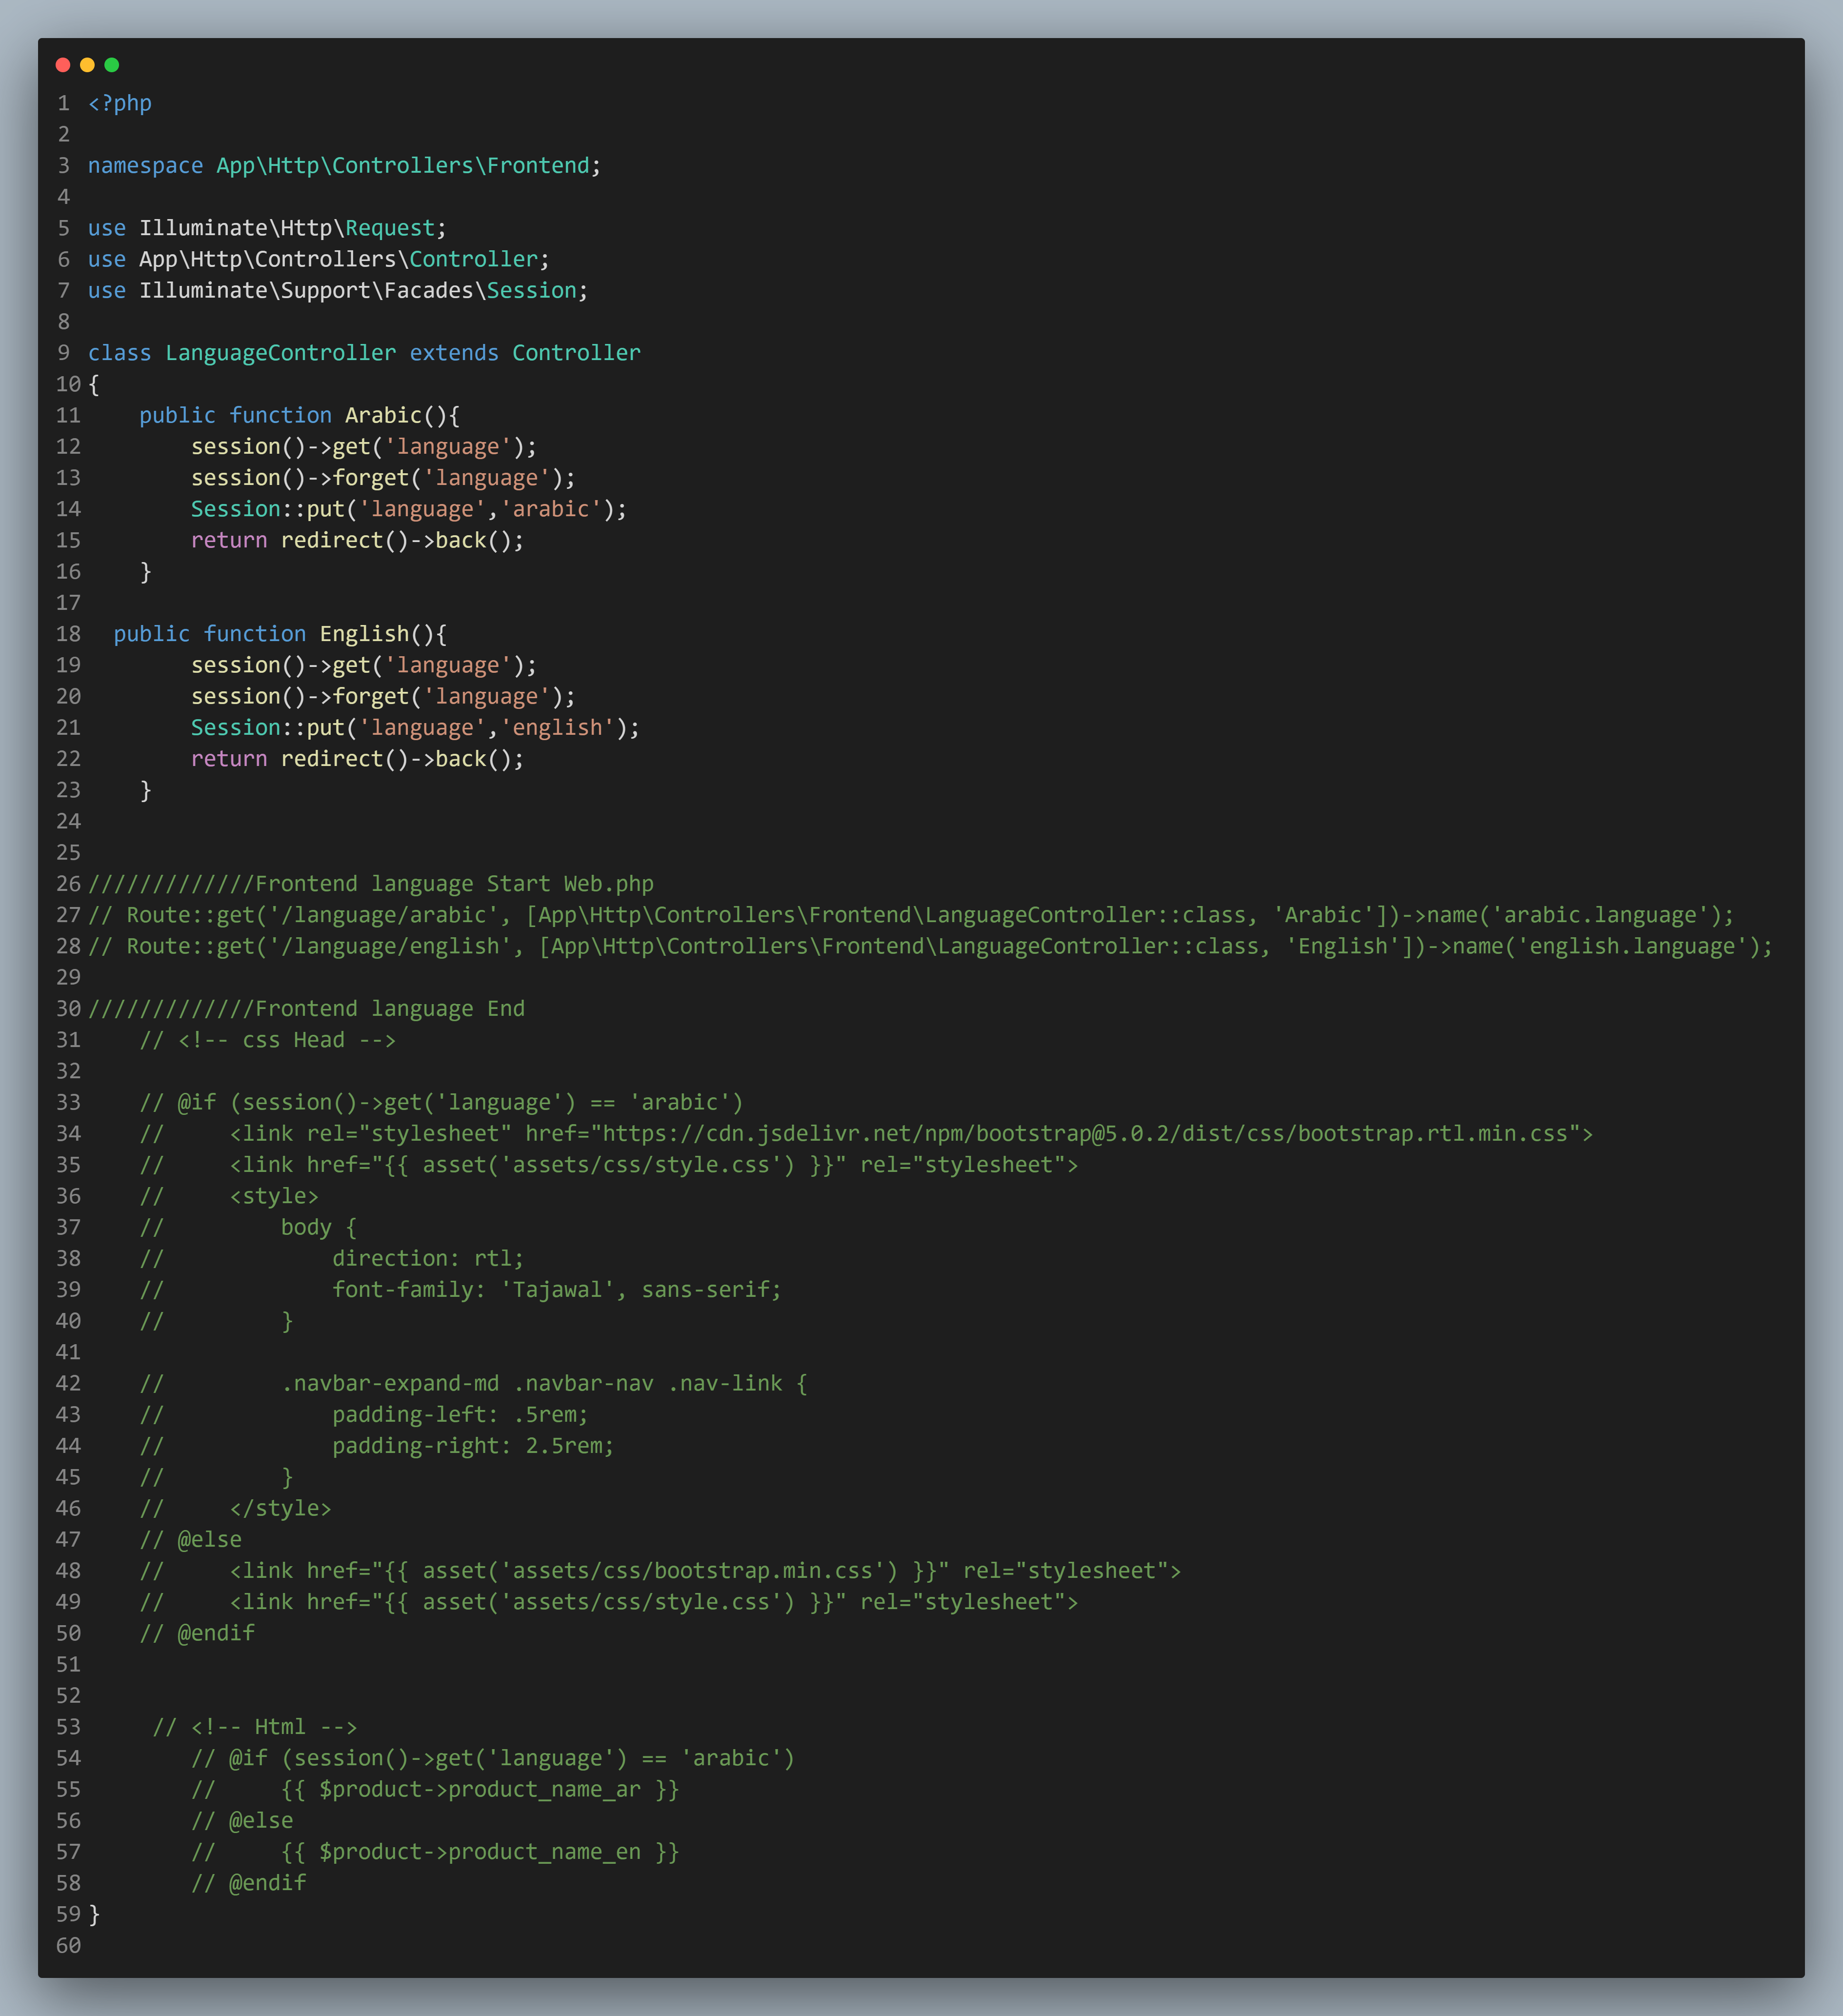 1 <?php
2
3 namespace App\Http\Controllers\Frontend;
4
5 use Illuminate\Http\Request;
6 use App\Http\Controllers\Controller;
7 use Illuminate\Support\Facades\Session;
8
9 class LanguageController extends Controller
10 {
11     public function Arabic(){
12         session()->get('language');
13         session()->forget('language');
14         Session::put('language','arabic');
15         return redirect()->back();
16     }
17
18   public function English(){
19         session()->get('language');
20         session()->forget('language');
21         Session::put('language','english');
22         return redirect()->back();
23     }
24
25
26 /////////////Frontend language Start Web.php
27 // Route::get('/language/arabic', [App\Http\Controllers\Frontend\LanguageController::class, 'Arabic'])->name('arabic.language');
28 // Route::get('/language/english', [App\Http\Controllers\Frontend\LanguageController::class, 'English'])->name('english.language');
29
30 /////////////Frontend language End
31     // <!-- css Head -->
32
33     // @if (session()->get('language') == 'arabic')
34     //     <link rel="stylesheet" href="https://cdn.jsdelivr.net/npm/bootstrap@5.0.2/dist/css/bootstrap.rtl.min.css">
35     //     <link href="{{ asset('assets/css/style.css') }}" rel="stylesheet">
36     //     <style>
37     //         body {
38     //             direction: rtl;
39     //             font-family: 'Tajawal', sans-serif;
40     //         }
41
42     //         .navbar-expand-md .navbar-nav .nav-link {
43     //             padding-left: .5rem;
44     //             padding-right: 2.5rem;
45     //         }
46     //     </style>
47     // @else
48     //     <link href="{{ asset('assets/css/bootstrap.min.css') }}" rel="stylesheet">
49     //     <link href="{{ asset('assets/css/style.css') }}" rel="stylesheet">
50     // @endif
51
52
53      // <!-- Html -->
54         // @if (session()->get('language') == 'arabic')
55         //     {{ $product->product_name_ar }}
56         // @else
57         //     {{ $product->product_name_en }}
58         // @endif
59 }
60